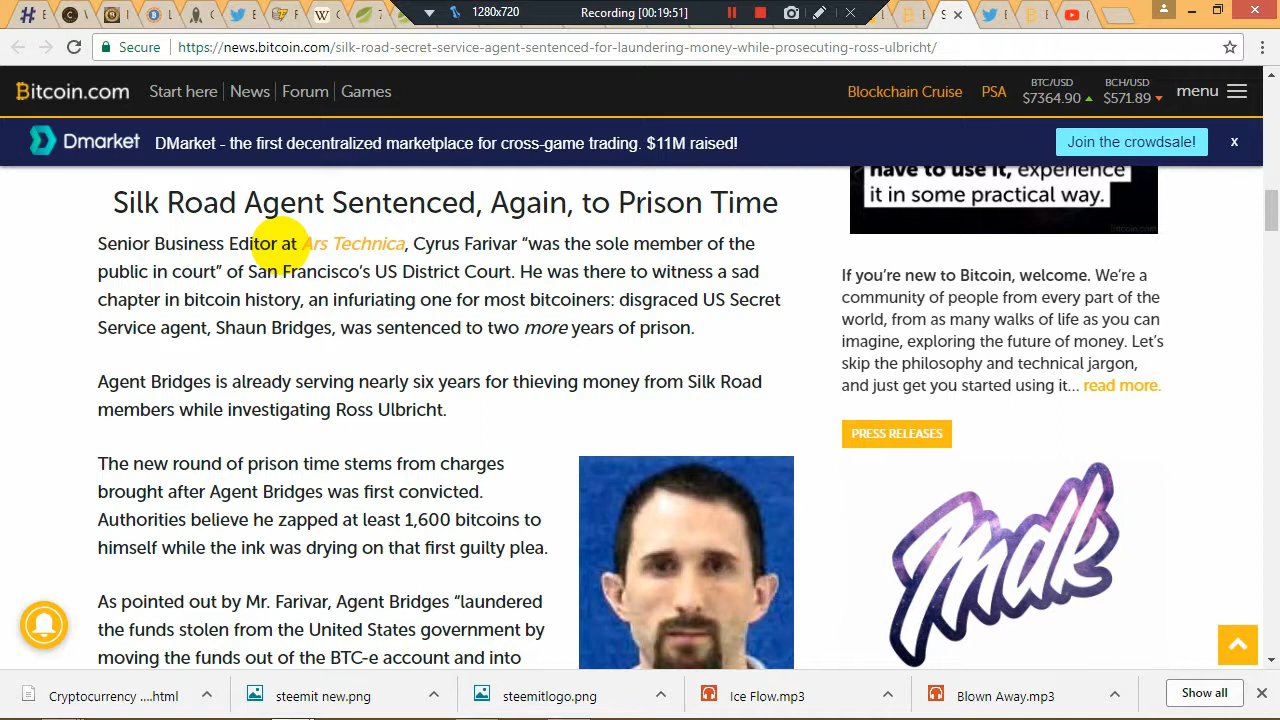 1280x720
Recording [00:19:51]
Secure
https://news.bitcoin.com/silk-road-secret-service-agent-sentenced-for-laundering-money-while-prosecuting-ross-ulbricht/
Bitcoin.com
Start here | News | Forum | Games
Blockchain Cruise
PSA
BTC/USD
$7364.90
BCH/USD
$571.89
menu
Dmarket
DMarket - the first decentralized marketplace for cross-game trading. $11M raised!
Join the crowdsale!
x
Silk Road Agent Sentenced, Again, to Prison Time
Senior Business Editor at Ars Technica, Cyrus Farivar “was the sole member of the
public in court” of San Francisco’s US District Court. He was there to witness a sad
chapter in bitcoin history, an infuriating one for most bitcoiners: disgraced US Secret
Service agent, Shaun Bridges, was sentenced to two more years of prison.
Agent Bridges is already serving nearly six years for thieving money from Silk Road
members while investigating Ross Ulbricht.
The new round of prison time stems from charges
brought after Agent Bridges was first convicted.
Authorities believe he zapped at least 1,600 bitcoins to
himself while the ink was drying on that first guilty plea.
As pointed out by Mr. Farivar, Agent Bridges “laundered
the funds stolen from the United States government by
moving the funds out of the BTC-e account and into
have to use it, experience
it in some practical way.
If you’re new to Bitcoin, welcome. We’re a
community of people from every part of the
world, from as many walks of life as you can
imagine, exploring the future of money. Let’s
skip the philosophy and technical jargon,
and just get you started using it… read more.
PRESS RELEASES
mdk
Cryptocurrency ....html
steemit new.png
steemitlogo.png
Ice Flow.mp3
Blown Away.mp3
Show all